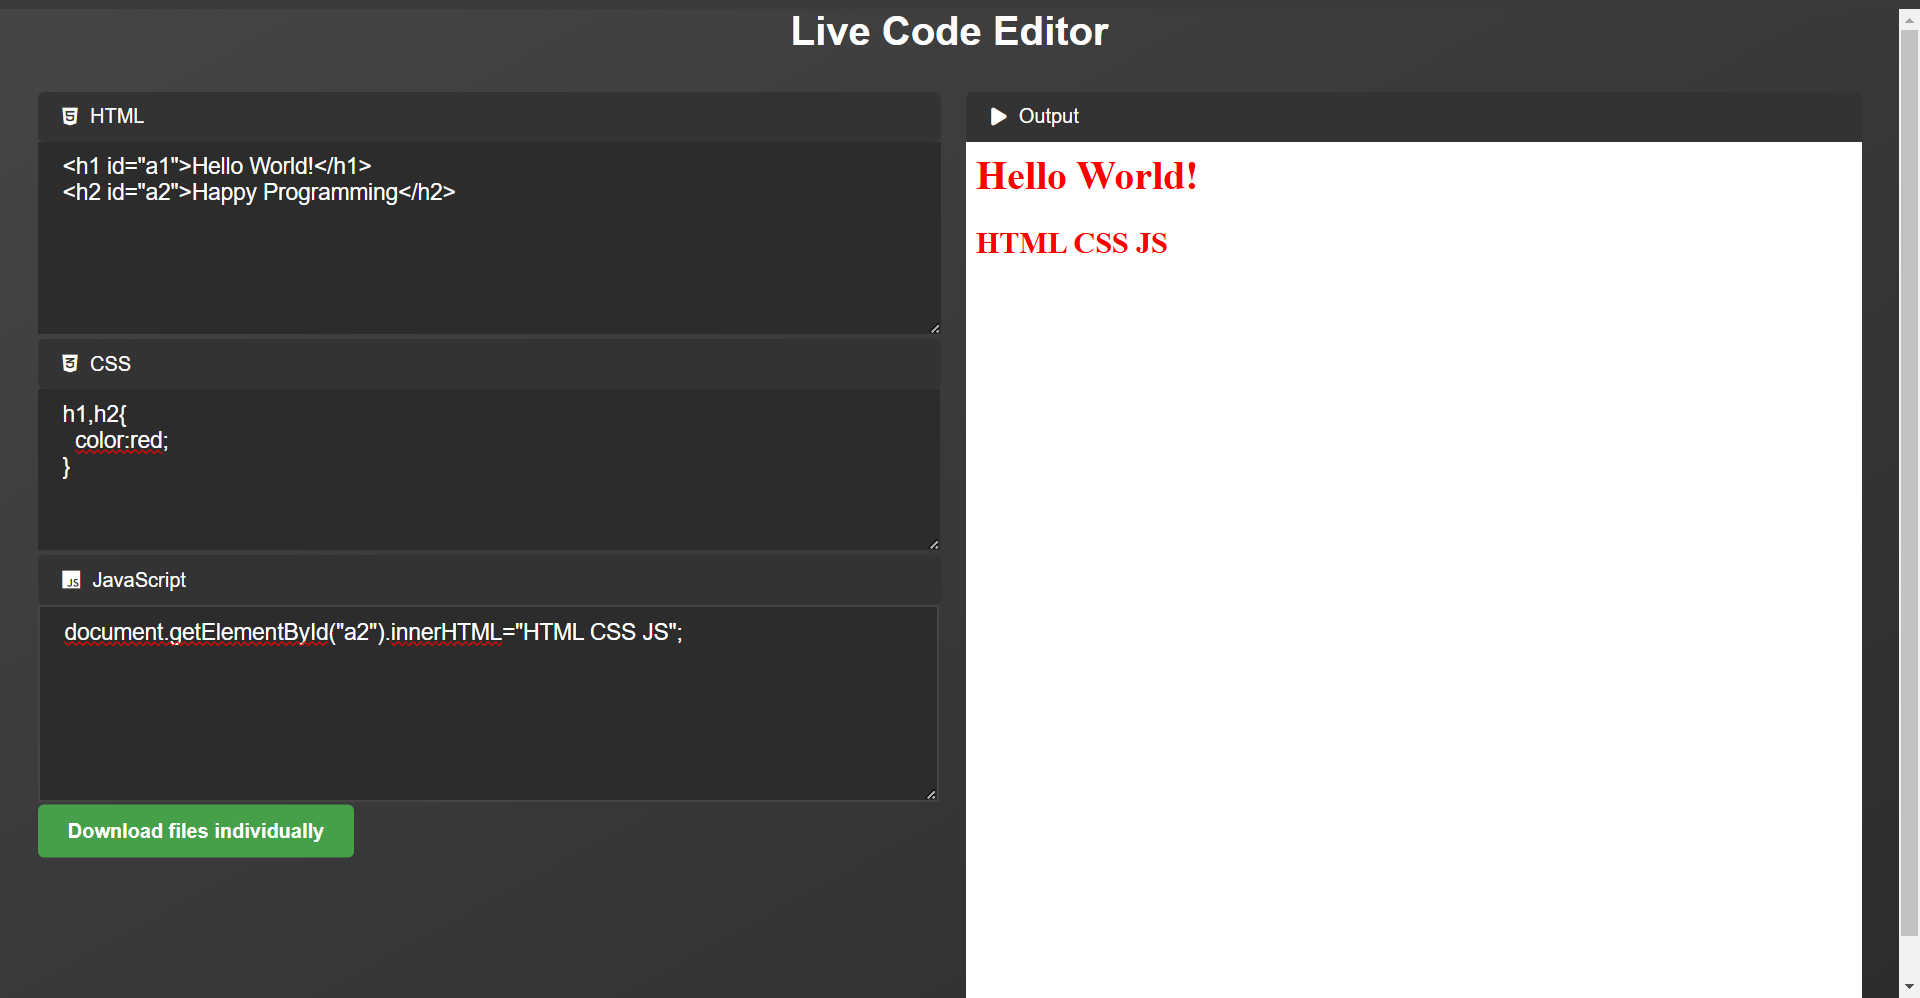 Live Code Editor
HTML
<h1 id="a1">Hello World!</h1>
<h2 id="a2">Happy Programming</h2>
CSS
h1,h2{
  color:red;
}
JavaScript
document.getElementById("a2").innerHTML="HTML CSS JS";
Download files individually
Output
Hello World!
HTML CSS JS